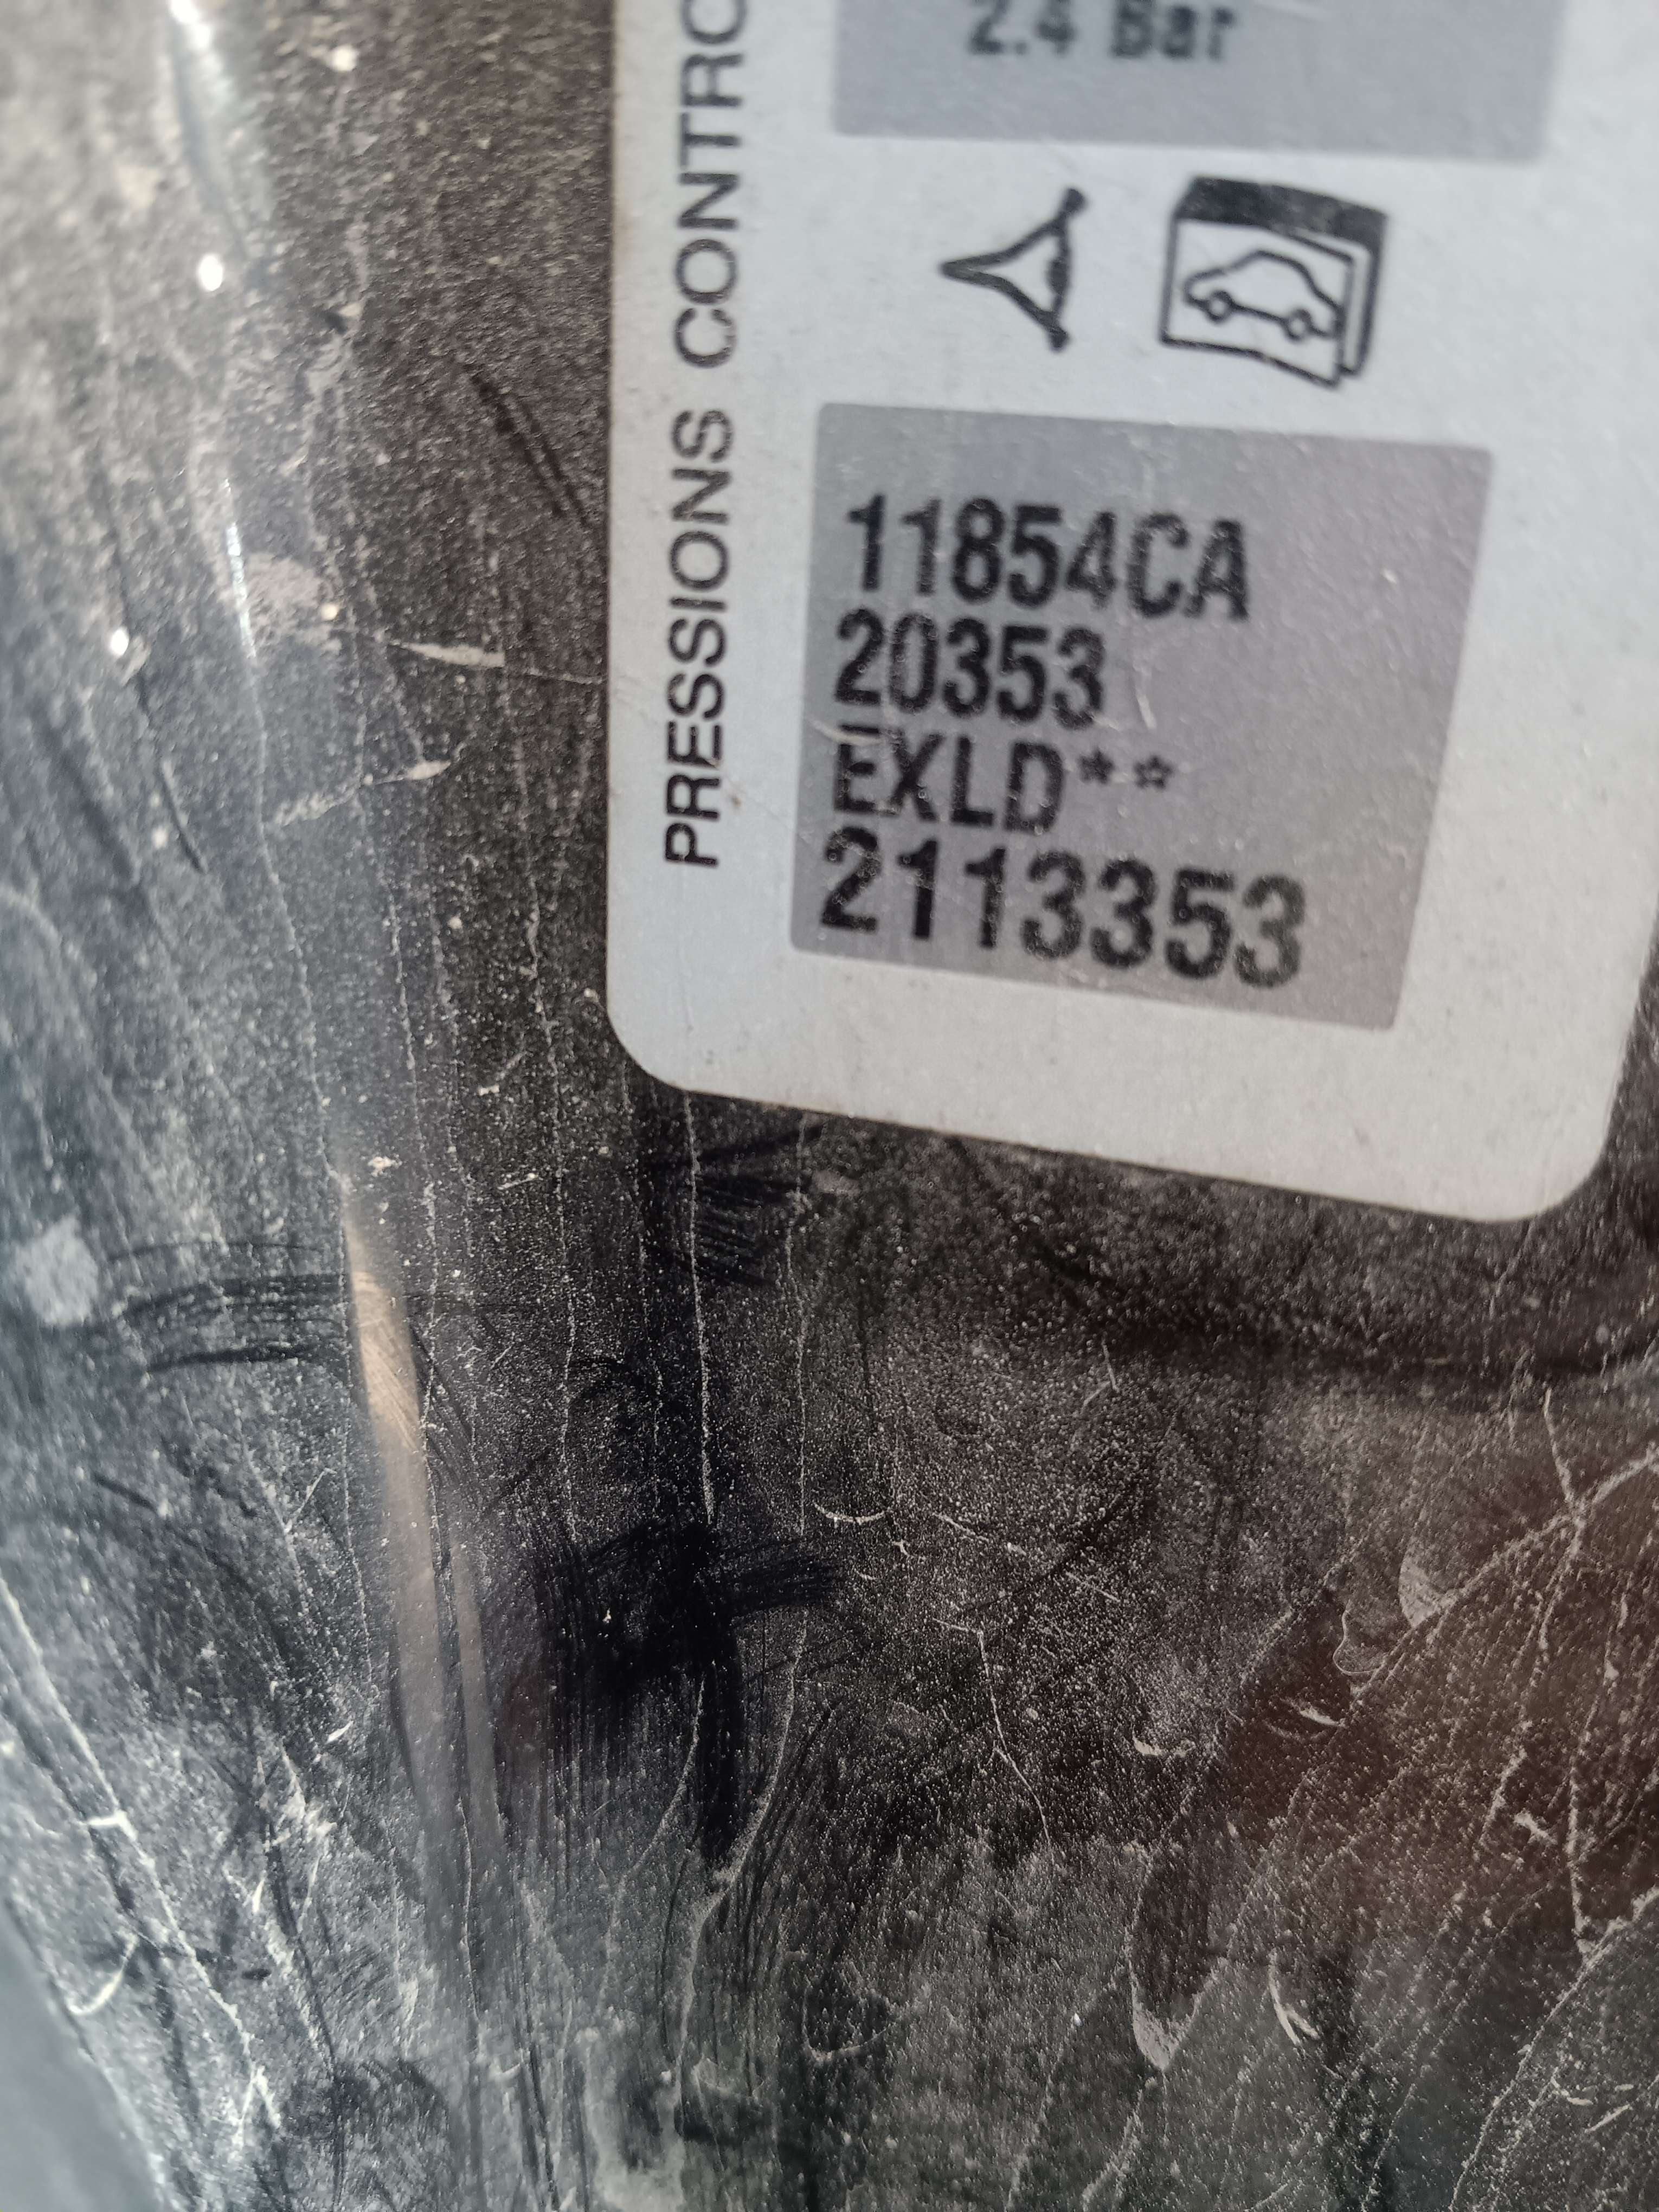 2.4 Bar
PRESSIONS CONTRO
11854CA
20353
EXLD**
2113353